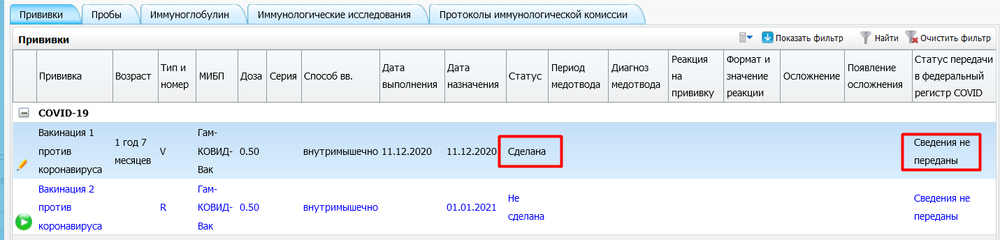 Прививки Пробы Иммуноглобулин Иммунологические исследования Протоколы иммунологической комиссии
Прививки Показать фильтр Найти Очистить фильтр
Прививка Возраст Тип и номер МИБП Доза Серия Способ вв. Дата выполнения Дата назначения Статус Период медотвода Диагноз медотвода Реакция на прививку Формат и значение реакции Осложнение Появление осложнения Статус передачи в федеральный регистр COVID
COVID-19
Вакинация 1 против коронавируса 1 год 7 месяцев V Гам-КОВИД-Вак 0.50 внутримышечно 11.12.2020 11.12.2020 Сделана Сведения не переданы
Вакинация 2 против коронавируса R Гам-КОВИД-Вак 0.50 внутримышечно 01.01.2021 Не сделана Сведения не переданы